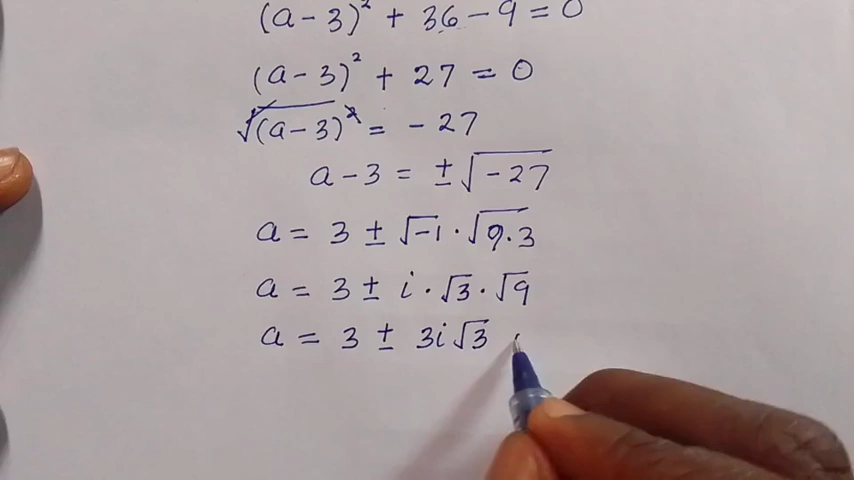 (a - 3)² + 36 - 9 = 0
(a - 3)² + 27 = 0
√(a - 3)² = - 27
a - 3 = ± √-27
a = 3 ± √-1 · √9.3
a = 3 ± i · √3 · √9
a = 3 ± 3i√3